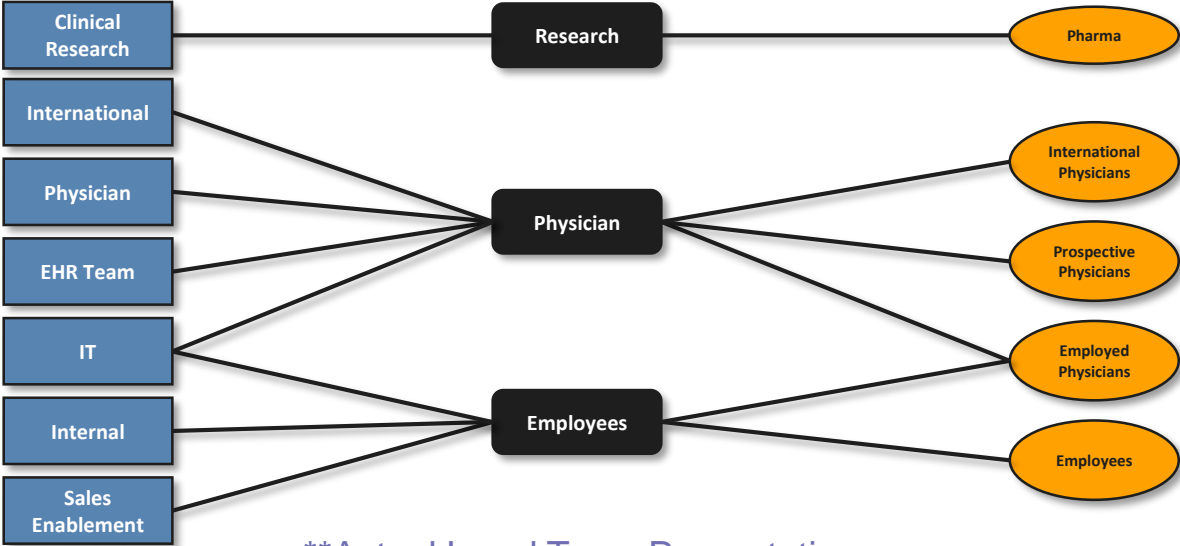 Clinical
Research
Research
Pharma
International
Physician
EHR Team
IT
Internal
Sales
Enablement
Physician
Employees
International
Physicians
Prospective
Physicians
Employed
Physicians
Employees